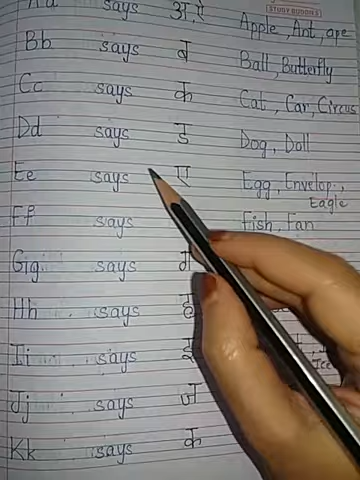 STUDY BUDDIES
says अ, ऐ Apple, Ant, ape
Bb says ब Ball, Butterfly
Cc says क Cat, Car, Circus
Dd says ड Dog, Doll
Ee says ए Egg, Envelop,
Eagle
Ff says Fish, Fan
Gg says ग
Hh says ह
Ii says इ
Jj says ज
Kk says क